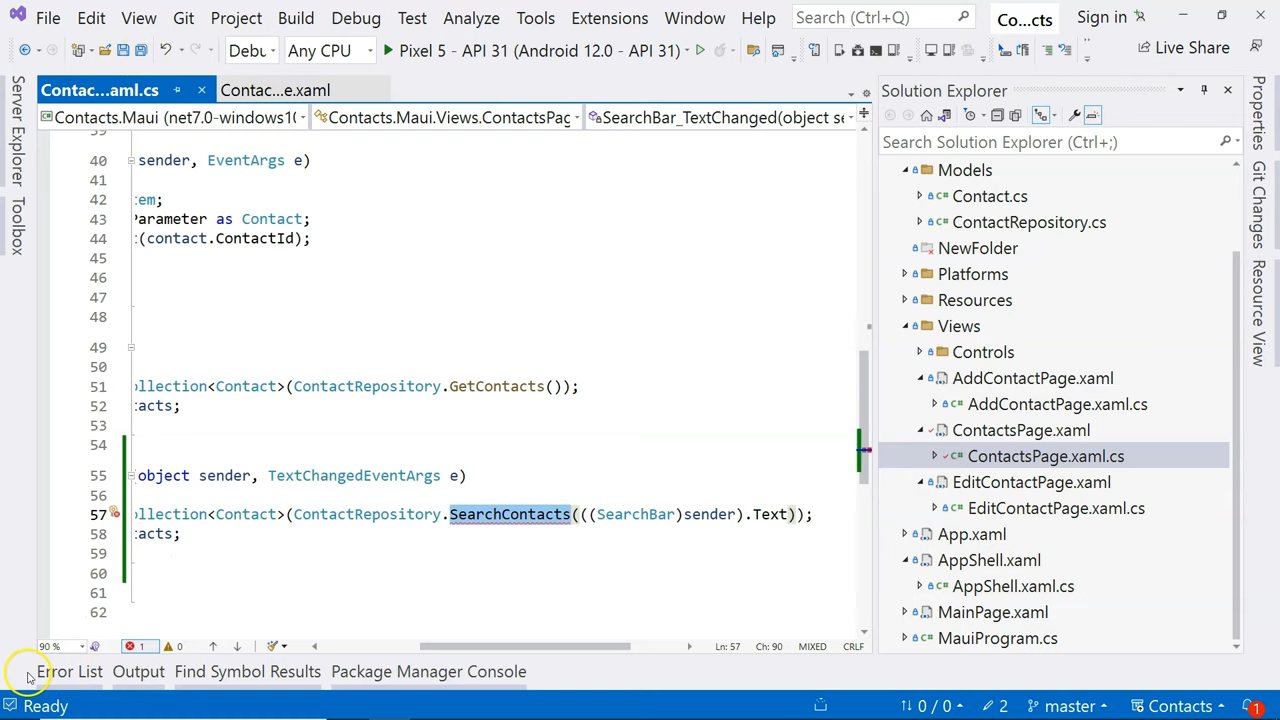 File Edit View Git Project Build Debug Test Analyze Tools Extensions Window Help Search (Ctrl+Q) Co...cts Sign in
Debu Any CPU Pixel 5 - API 31 (Android 12.0 - API 31) Live Share
Contac...aml.cs Contac...e.xaml
Contacts.Maui (net7.0-windows10 Contacts.Maui.Views.ContactsPag SearchBar_TextChanged(object se
39
40 sender, EventArgs e)
41
42 tem;
43 Parameter as Contact;
44 t(contact.ContactId);
45
46
47
48
49
50
51 ollection<Contact>(ContactRepository.GetContacts());
52 tacts;
53
54
55 object sender, TextChangedEventArgs e)
56
57 ollection<Contact>(ContactRepository.SearchContacts(((SearchBar)sender).Text));
58 tacts;
59
60
61
62
90 % 1 0 Ln: 57 Ch: 90 MIXED CRLF
Server Explorer
Toolbox
Solution Explorer
Search Solution Explorer (Ctrl+;)
Models
Contact.cs
ContactRepository.cs
NewFolder
Platforms
Resources
Views
Controls
AddContactPage.xaml
AddContactPage.xaml.cs
ContactsPage.xaml
ContactsPage.xaml.cs
EditContactPage.xaml
EditContactPage.xaml.cs
App.xaml
AppShell.xaml
AppShell.xaml.cs
MainPage.xaml
MauiProgram.cs
Properties
Git Changes
Resource View
Error List Output Find Symbol Results Package Manager Console
Ready 0 / 0 2 master Contacts 1